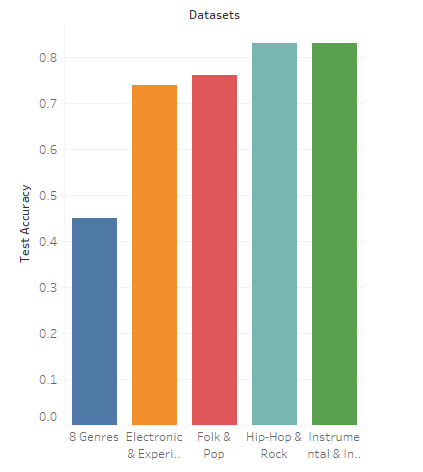 Datasets
0.8
0.7
0.6
0.5
0.4
0.3
0.2
0.1
0.0
Test Accuracy
8 Genres
Electronic
& Experi..
Folk &
Pop
Hip-Hop &
Rock
Instrume
ntal & In..